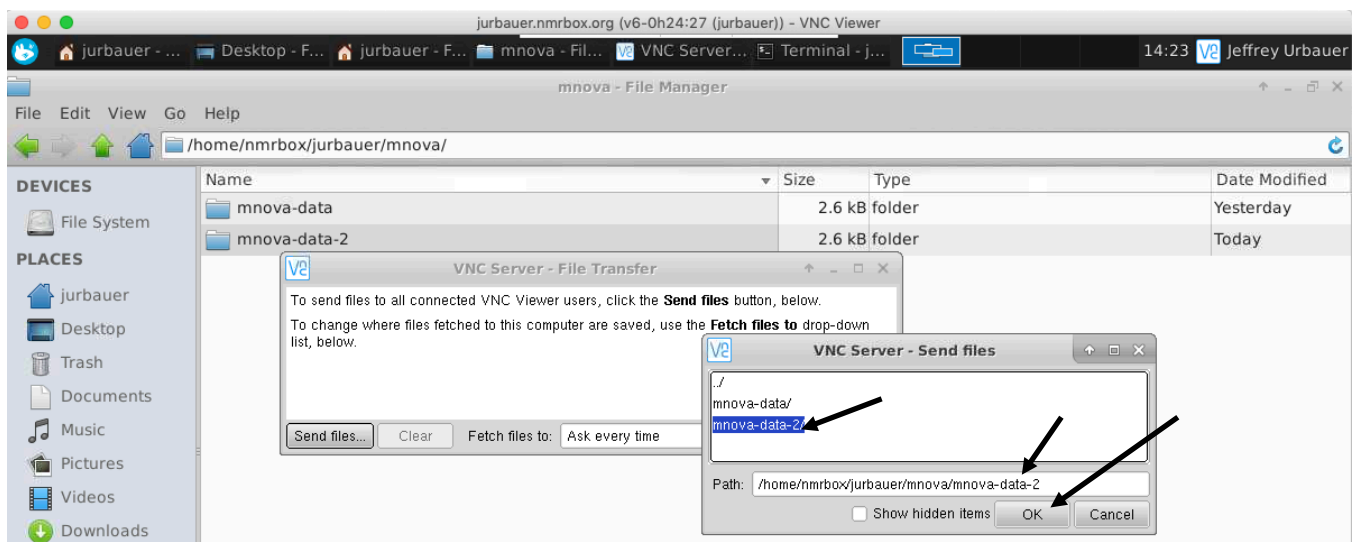 jurbauer.nmrbox.org (v6-0h24:27 (jurbauer)) - VNC Viewer
jurbauer - ... Desktop - F... jurbauer - F... mnova - Fil... VNC Server... Terminal - j... 14:23 Jeffrey Urbauer
mnova - File Manager
File Edit View Go Help
/home/nmrbox/jurbauer/mnova/
DEVICES
File System
PLACES
jurbauer
Desktop
Trash
Documents
Music
Pictures
Videos
Downloads
Name Size Type Date Modified
mnova-data 2.6 kB folder Yesterday
mnova-data-2 2.6 kB folder Today
VNC Server - File Transfer
To send files to all connected VNC Viewer users, click the Send files button, below.
To change where files fetched to this computer are saved, use the Fetch files to drop-down
list, below.
Send files... Clear Fetch files to: Ask every time
VNC Server - Send files
../
mnova-data/
mnova-data-2/
Path: /home/nmrbox/jurbauer/mnova/mnova-data-2
Show hidden items OK Cancel